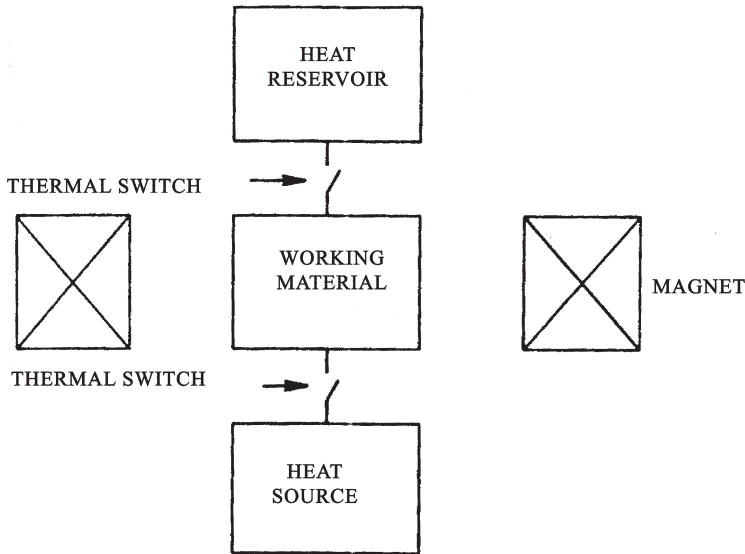 HEAT
RESERVOIR
THERMAL SWITCH
WORKING
MATERIAL
MAGNET
THERMAL SWITCH
HEAT
SOURCE